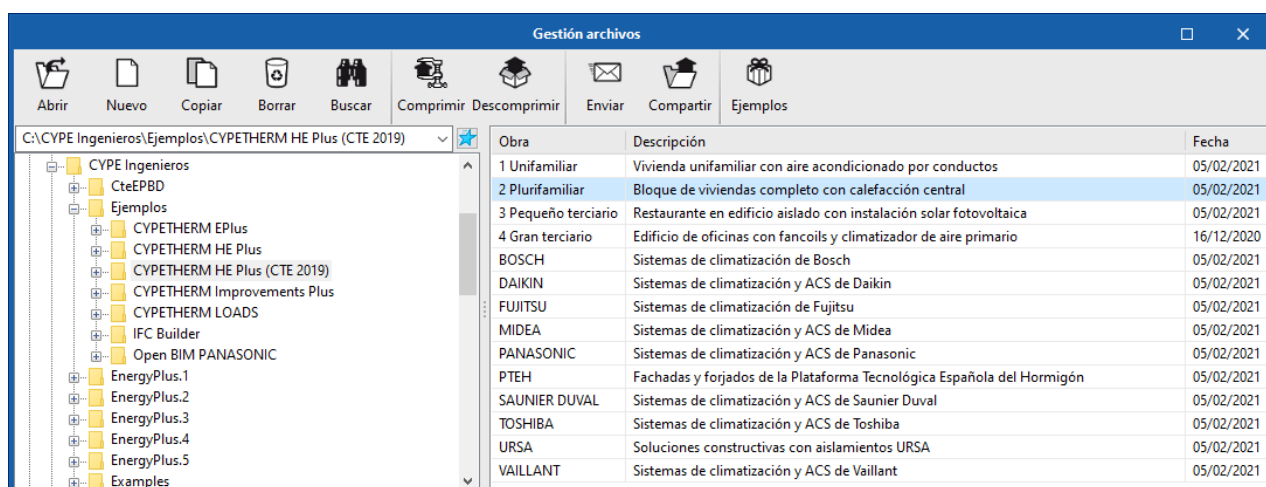 Gestión archivos
Abrir Nuevo Copiar Borrar Buscar Comprimir Descomprimir Enviar Compartir Ejemplos
C:\CYPE Ingenieros\Ejemplos\CYPETHERM HE Plus (CTE 2019)
CYPE Ingenieros
CteEPBD
Ejemplos
CYPETHERM EPlus
CYPETHERM HE Plus
CYPETHERM HE Plus (CTE 2019)
CYPETHERM Improvements Plus
CYPETHERM LOADS
IFC Builder
Open BIM PANASONIC
EnergyPlus.1
EnergyPlus.2
EnergyPlus.3
EnergyPlus.4
EnergyPlus.5
Examples
Obra Descripción Fecha
1 Unifamiliar Vivienda unifamiliar con aire acondicionado por conductos 05/02/2021
2 Plurifamiliar Bloque de viviendas completo con calefacción central 05/02/2021
3 Pequeño terciario Restaurante en edificio aislado con instalación solar fotovoltaica 05/02/2021
4 Gran terciario Edificio de oficinas con fancoils y climatizador de aire primario 16/12/2020
BOSCH Sistemas de climatización de Bosch 05/02/2021
DAIKIN Sistemas de climatización y ACS de Daikin 05/02/2021
FUJITSU Sistemas de climatización de Fujitsu 05/02/2021
MIDEA Sistemas de climatización y ACS de Midea 05/02/2021
PANASONIC Sistemas de climatización y ACS de Panasonic 05/02/2021
PTEH Fachadas y forjados de la Plataforma Tecnológica Española del Hormigón 05/02/2021
SAUNIER DUVAL Sistemas de climatización y ACS de Saunier Duval 05/02/2021
TOSHIBA Sistemas de climatización y ACS de Toshiba 05/02/2021
URSA Soluciones constructivas con aislamientos URSA 05/02/2021
VAILLANT Sistemas de climatización y ACS de Vaillant 05/02/2021